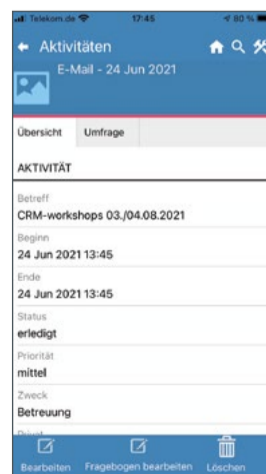 Telekom.de 17:45 80 %
Aktivitäten
E-Mail - 24 Jun 2021
Übersicht Umfrage
AKTIVITÄT
Betreff
CRM-workshops 03./04.08.2021
Beginn
24 Jun 2021 13:45
Ende
24 Jun 2021 13:45
Status
erledigt
Priorität
mittel
Zweck
Betreuung
Bearbeiten Fragebogen bearbeiten Löschen